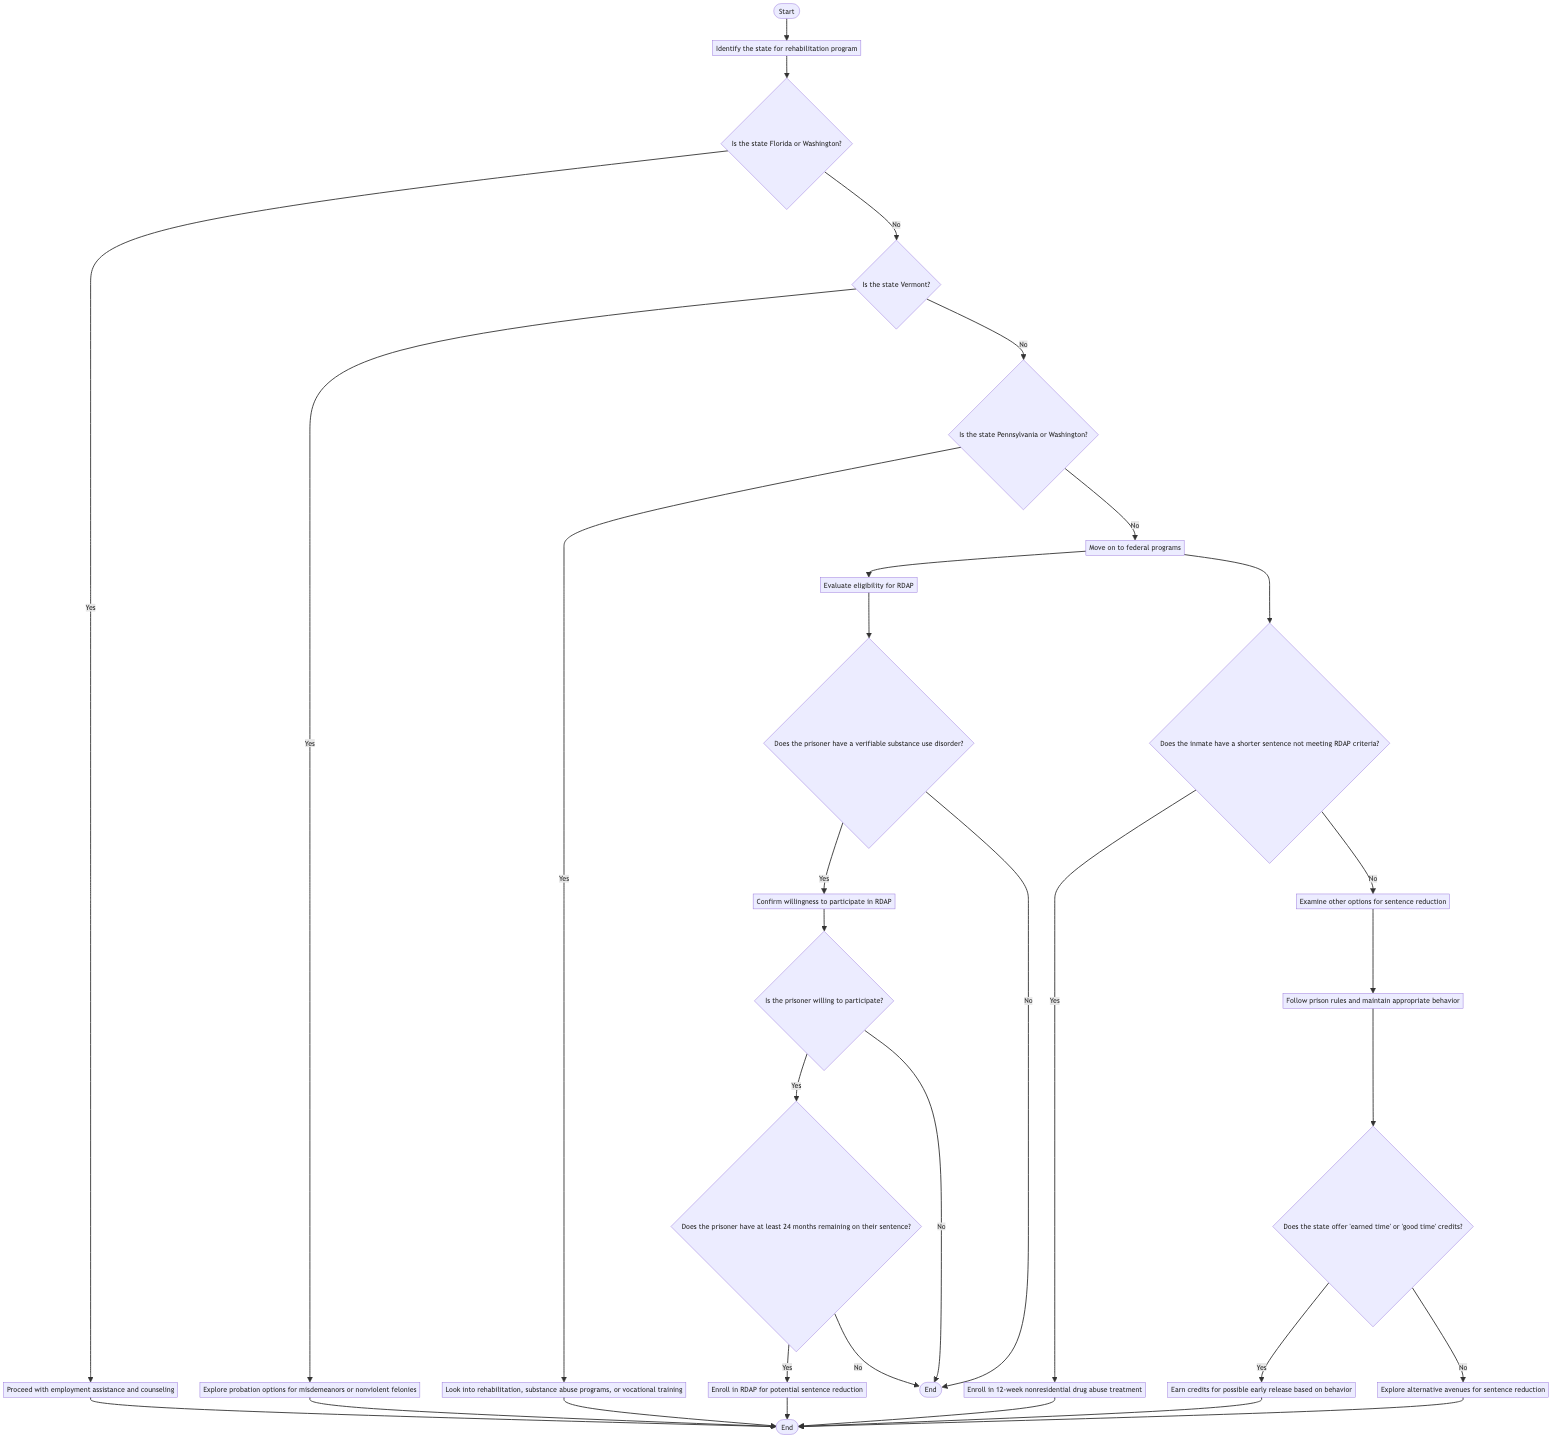 Start
Identify the state for rehabilitation program
Is the state Florida or Washington?
No
Is the state Vermont?
No
Is the state Pennsylvania or Washington?
No
Move on to federal programs
Evaluate eligibility for RDAP
Yes
Does the prisoner have a verifiable substance use disorder?
Does the inmate have a shorter sentence not meeting RDAP criteria?
Yes
Yes
Yes
No
Confirm willingness to participate in RDAP
Examine other options for sentence reduction
Is the prisoner willing to participate?
No
Yes
Follow prison rules and maintain appropriate behavior
Yes
Does the prisoner have at least 24 months remaining on their sentence?
No
Does the state offer 'earned time' or 'good time' credits?
Yes
No
Yes
No
Proceed with employment assistance and counseling
Explore probation options for misdemeanors or nonviolent felonies
Look into rehabilitation, substance abuse programs, or vocational training
Enroll in RDAP for potential sentence reduction
End
Enroll in 12-week nonresidential drug abuse treatment
Earn credits for possible early release based on behavior
Explore alternative avenues for sentence reduction
End